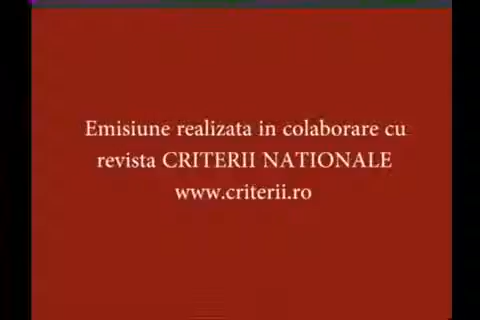 Emisiune realizata in colaborare cu
revista CRITERII NATIONALE
www.criterii.ro